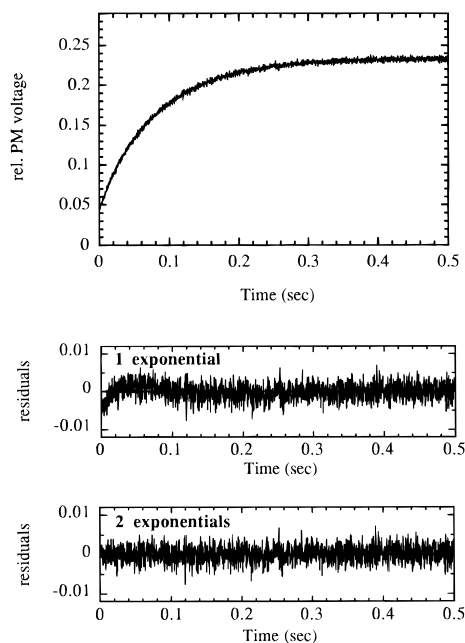 0.25
0.2
0.15
0.1
0.05
0
rel. PM voltage
0 0.1 0.2 0.3 0.4 0.5
Time (sec)
1 exponential
0.01
0
-0.01
residuals
0 0.1 0.2 0.3 0.4 0.5
Time (sec)
2 exponentials
0.01
0
-0.01
residuals
0 0.1 0.2 0.3 0.4 0.5
Time (sec)